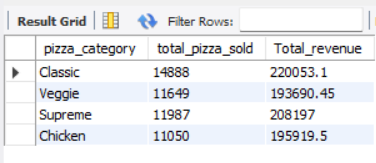 Result Grid Filter Rows:
pizza_category total_pizza_sold Total_revenue
Classic 14888 220053.1
Veggie 11649 193690.45
Supreme 11987 208197
Chicken 11050 195919.5